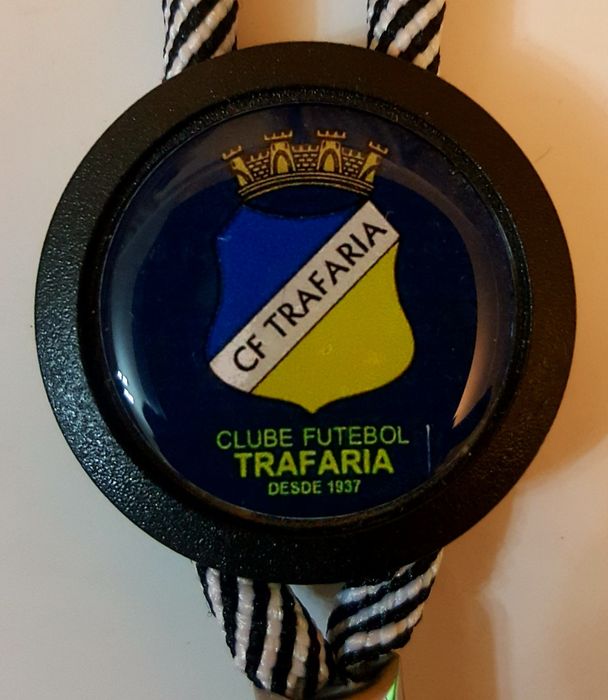 CF TRAFARIA
CLUBE FUTEBOL
TRAFARIA
DESDE 1937